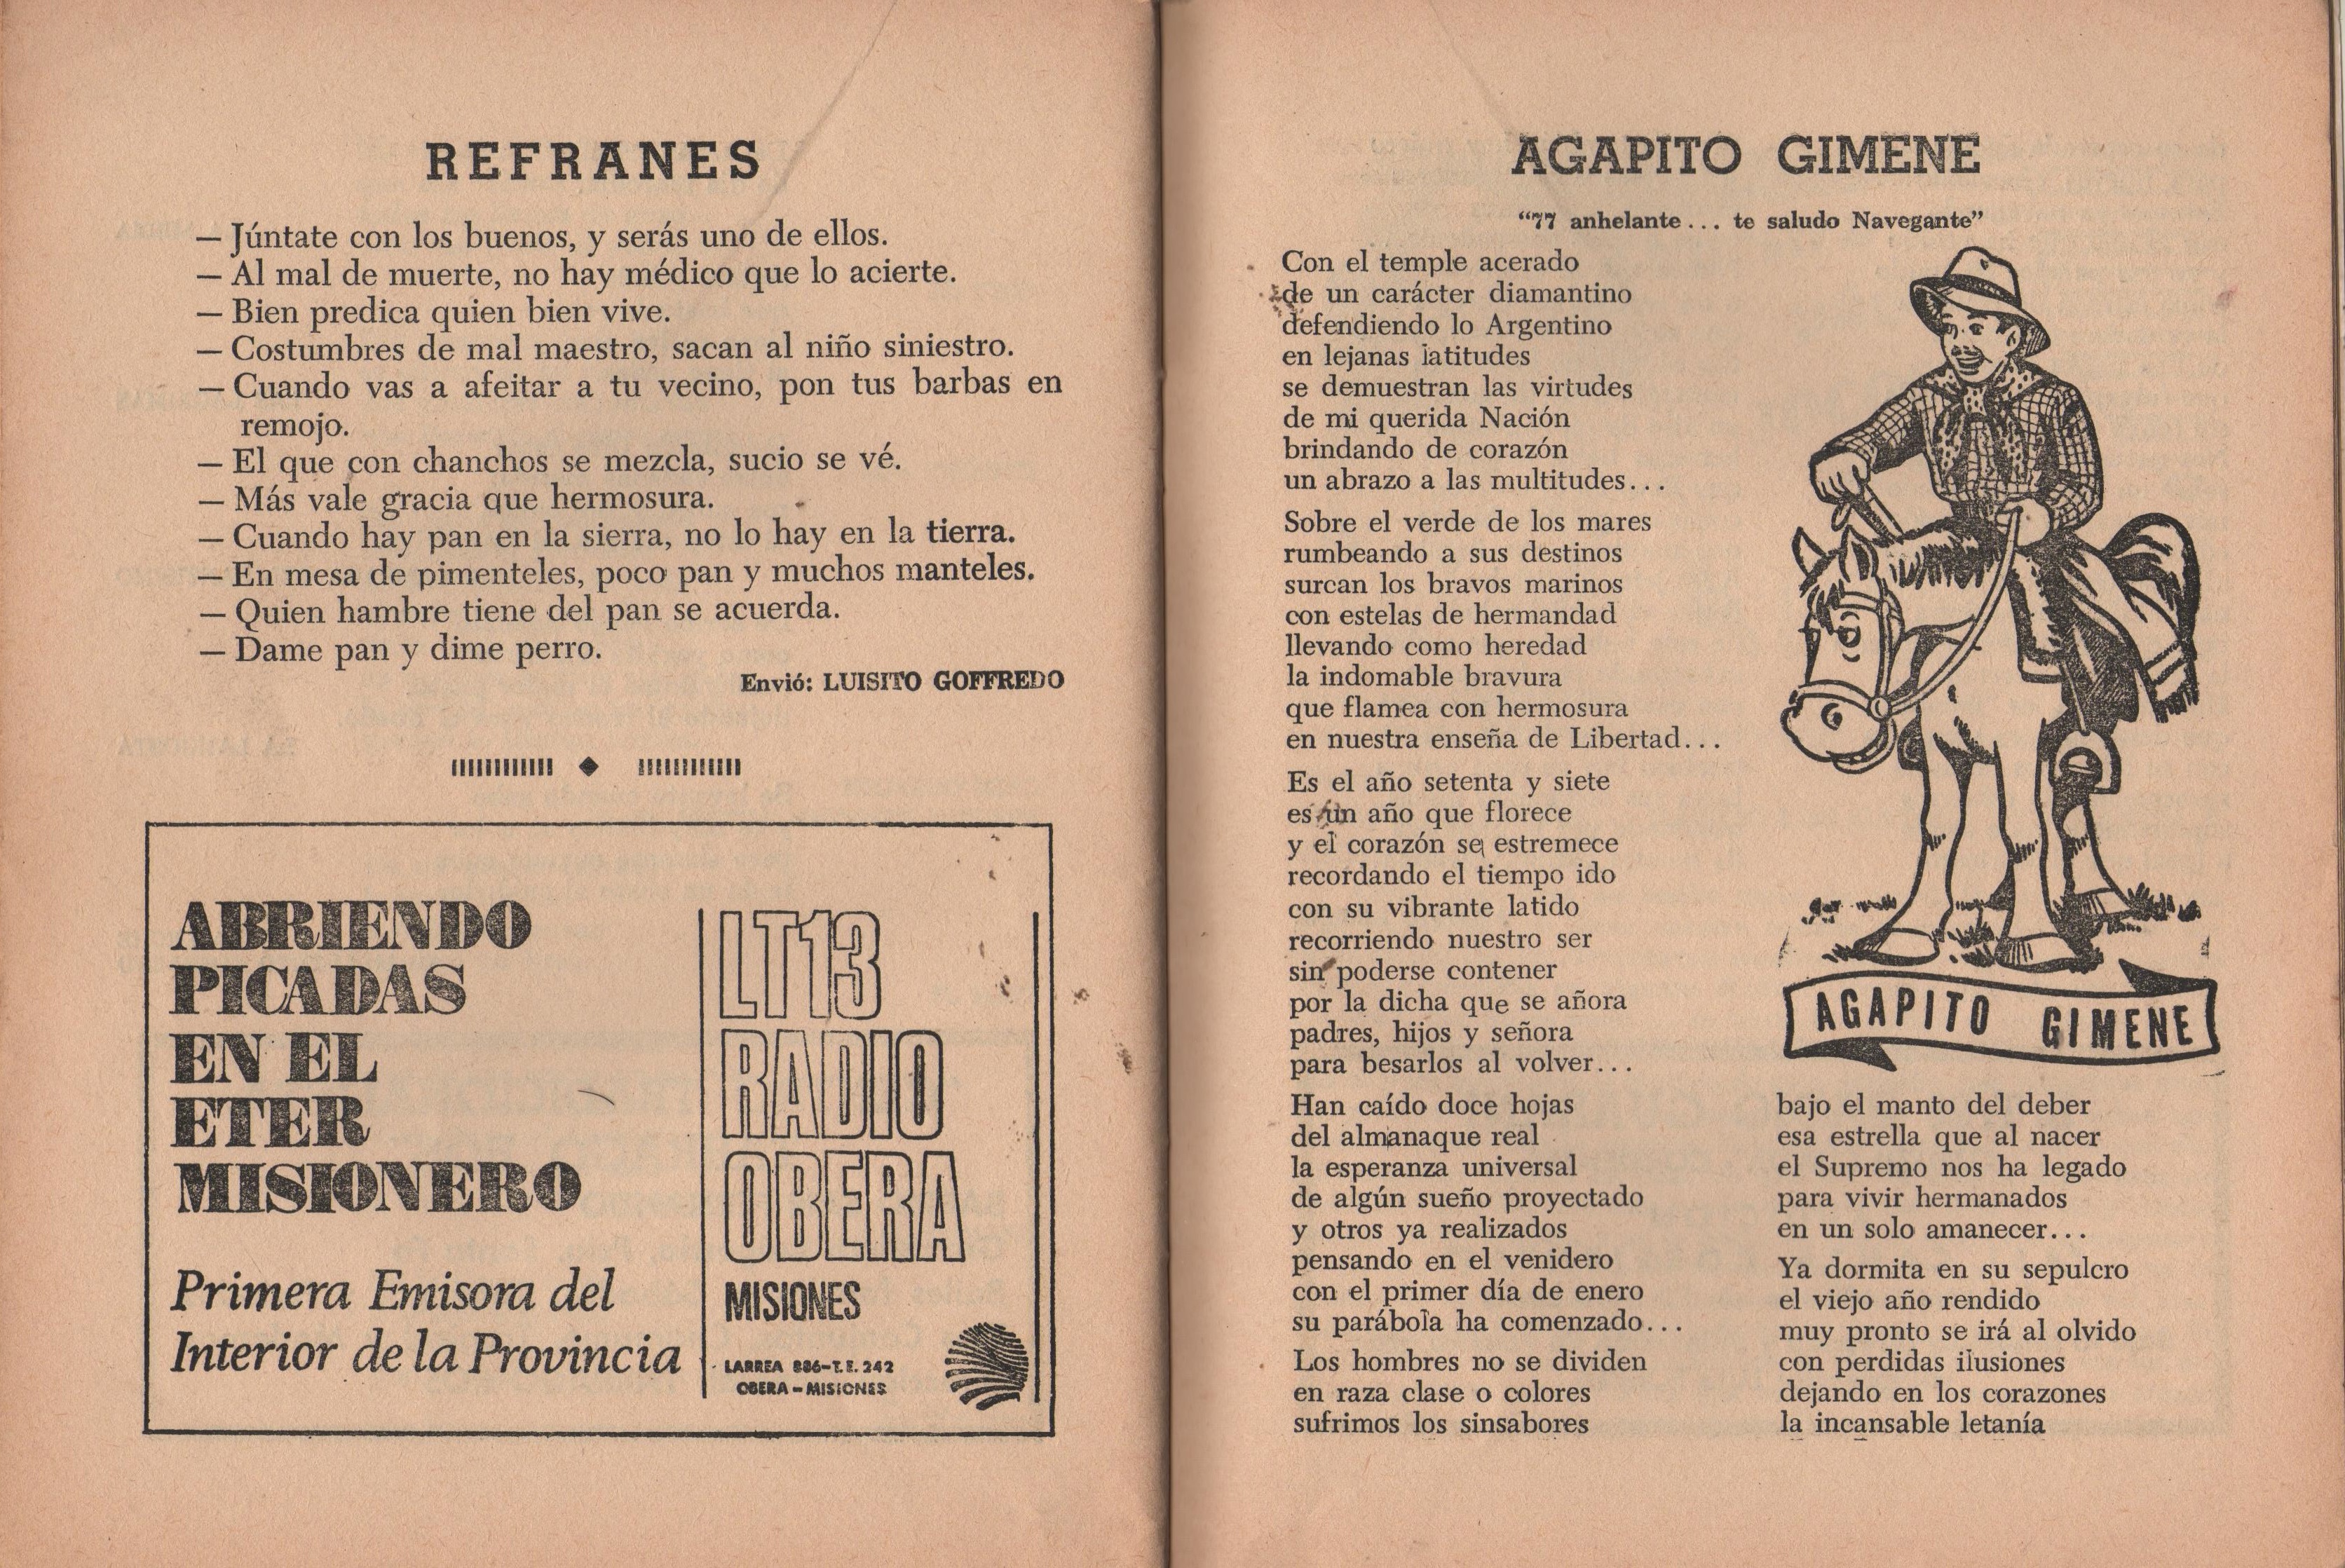 REFRANES
— Júntate con los buenos, y serás uno de ellos.
— Al mal de muerte, no hay médico que lo acierte.
— Bien predica quien bien vive.
— Costumbres de mal maestro, sacan al niño siniestro.
— Cuando vas a afeitar a tu vecino, pon tus barbas en
remojo.
— El que con chanchos se mezcla, sucio se vé.
— Más vale gracia que hermosura.
— Cuando hay pan en la sierra, no lo hay en la tierra.
— En mesa de pimenteles, poco pan y muchos manteles.
— Quien hambre tiene del pan se acuerda.
— Dame pan y dime perro.
Envió: LUISITO GOFFREDO
ABRIENDO
PICADAS
EN EL
ETER
MISIONERO
Primera Emisora del
Interior de la Provincia
LT13
RADIO
OBERA
MISIONES
LARREA 886-T.E. 242
OBERA - MISIONES
AGAPITO GIMENE
"77 anhelante... te saludo Navegante"
Con el temple acerado
de un carácter diamantino
defendiendo lo Argentino
en lejanas latitudes
se demuestran las virtudes
de mi querida Nación
brindando de corazón
un abrazo a las multitudes...
Sobre el verde de los mares
rumbeando a sus destinos
surcan los bravos marinos
con estelas de hermandad
llevando como heredad
la indomable bravura
que flamea con hermosura
en nuestra enseña de Libertad...
Es el año setenta y siete
es un año que florece
y el corazón se estremece
recordando el tiempo ido
con su vibrante latido
recorriendo nuestro ser
sin poderse contener
por la dicha que se añora
padres, hijos y señora
para besarlos al volver...
Han caído doce hojas
del almanaque real
la esperanza universal
de algún sueño proyectado
y otros ya realizados
pensando en el venidero
con el primer día de enero
su parábola ha comenzado...
Los hombres no se dividen
en raza clase o colores
sufrimos los sinsabores
AGAPITO GIMENE
bajo el manto del deber
esa estrella que al nacer
el Supremo nos ha legado
para vivir hermanados
en un solo amanecer...
Ya dormita en su sepulcro
el viejo año rendido
muy pronto se irá al olvido
con perdidas ilusiones
dejando en los corazones
la incansable letanía